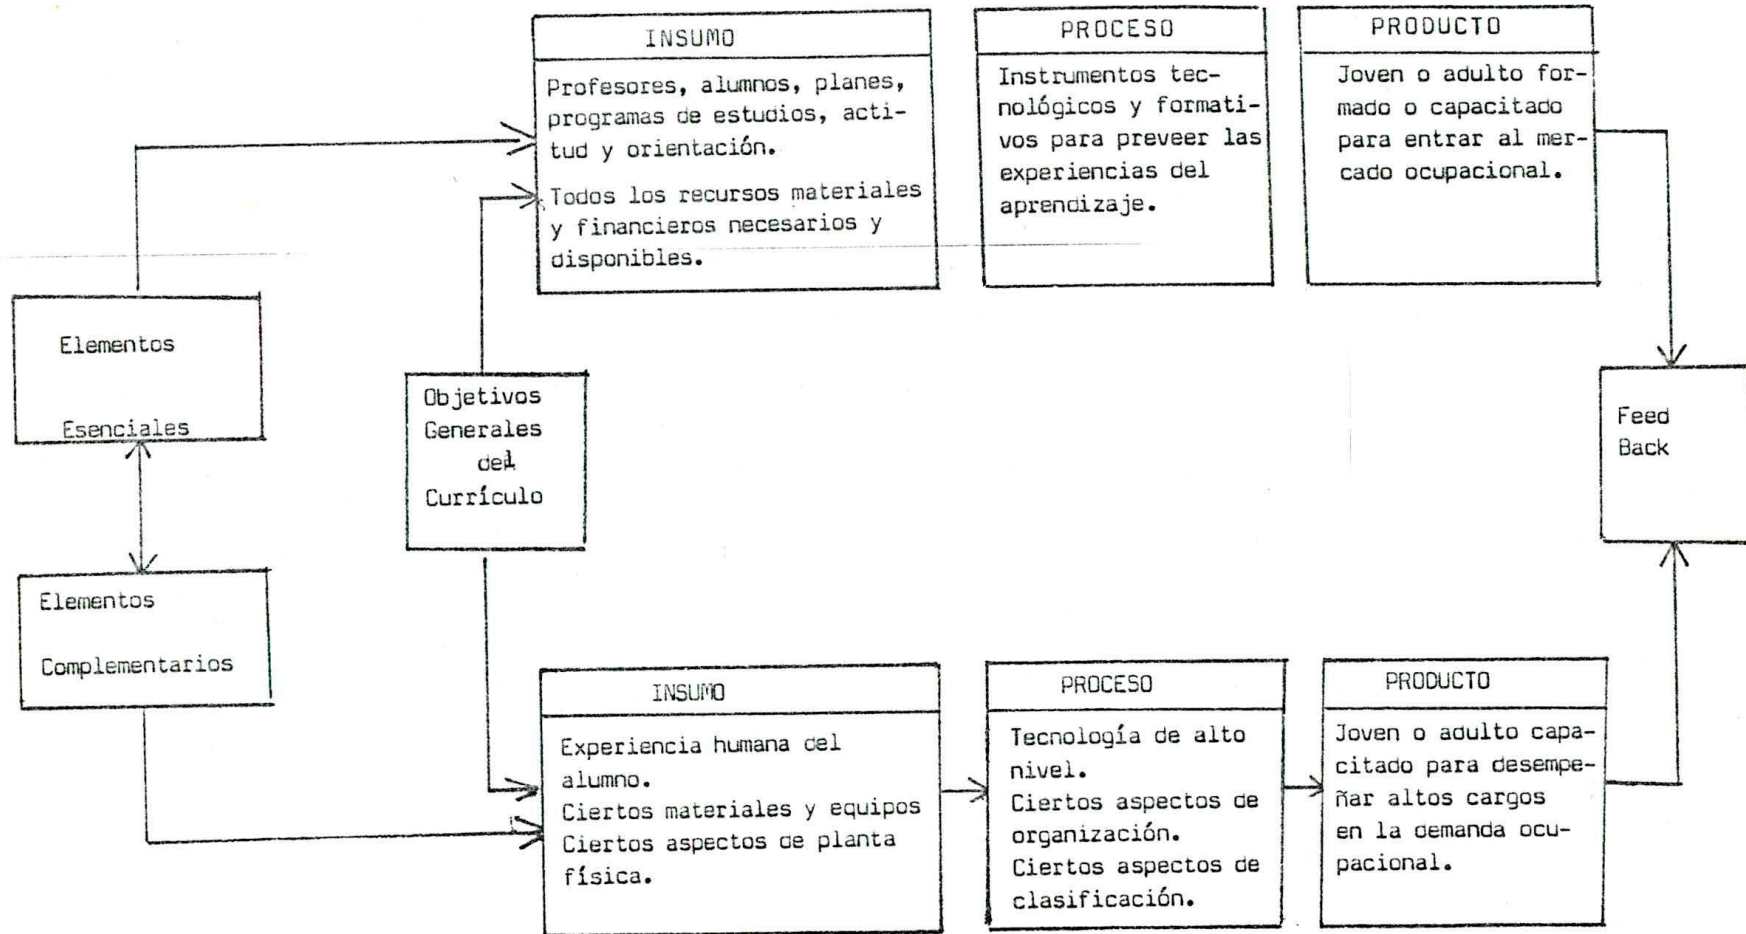 INSUMO
Profesores, alumnos, planes,
programas de estudios, acti-
tud y orientación.
Todos los recursos materiales
y financieros necesarios y
disponibles.
PROCESO
Instrumentos tec-
nológicos y formati-
vos para preveer las
experiencias del
aprendizaje.
PRODUCTO
Joven o adulto for-
mado o capacitado
para entrar al mer-
cado ocupacional.
Elementos
Esenciales
Objetivos
Generales
del
Currículo
Feed
Back
Elementos
Complementarios
INSUMO
Experiencia humana del
alumno.
Ciertos materiales y equipos
Ciertos aspectos de planta
física.
PROCESO
Tecnología de alto
nivel.
Ciertos aspectos de
organización.
Ciertos aspectos de
clasificación.
PRODUCTO
Joven o adulto capa-
citado para desempe-
ñar altos cargos
en la demanda ocu-
pacional.